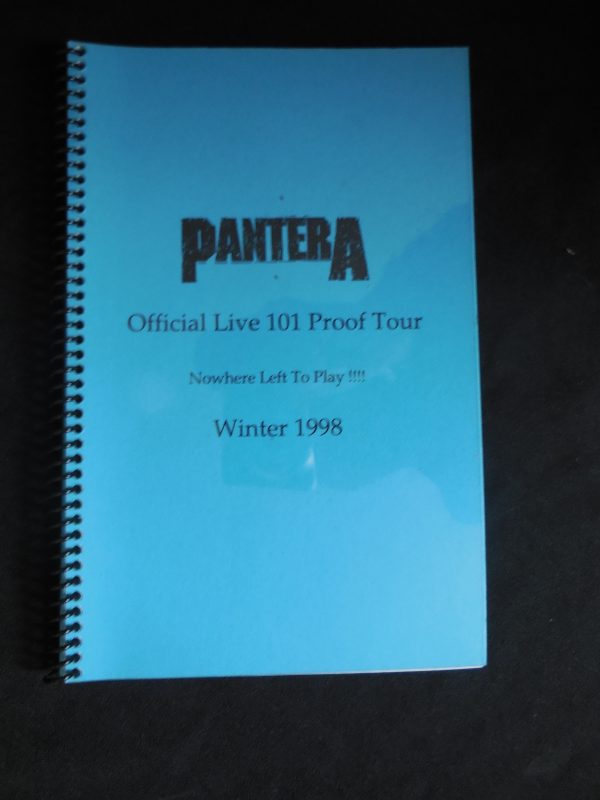 PANTERA
Official Live 101 Proof Tour
Nowhere Left To Play !!!!
Winter 1998